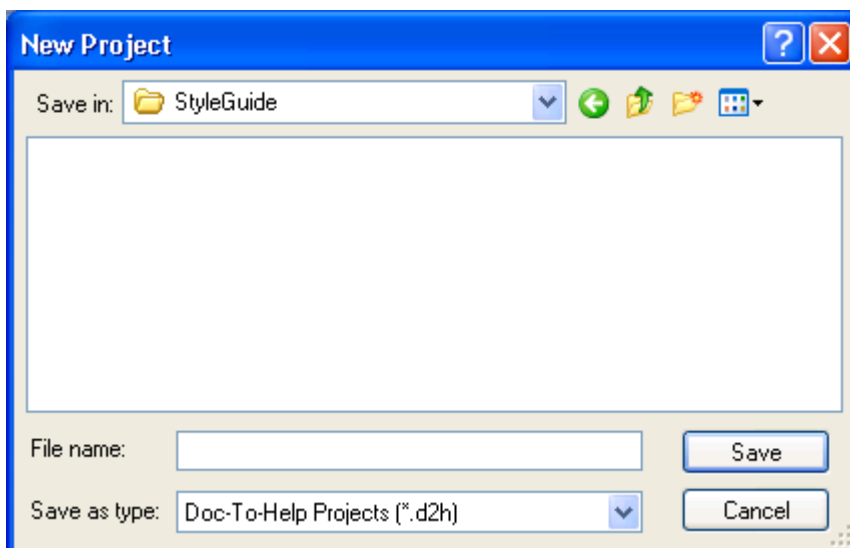 New Project
Save in: StyleGuide
File name:
Save
Save as type: Doc-To-Help Projects (*.d2h)
Cancel